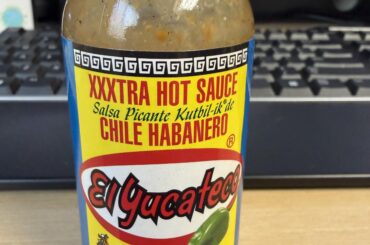 XXXTRA HOT SAUCE
Salsa Picante Kutbil-ik® de
CHILE HABANERO
®
El Yucateco